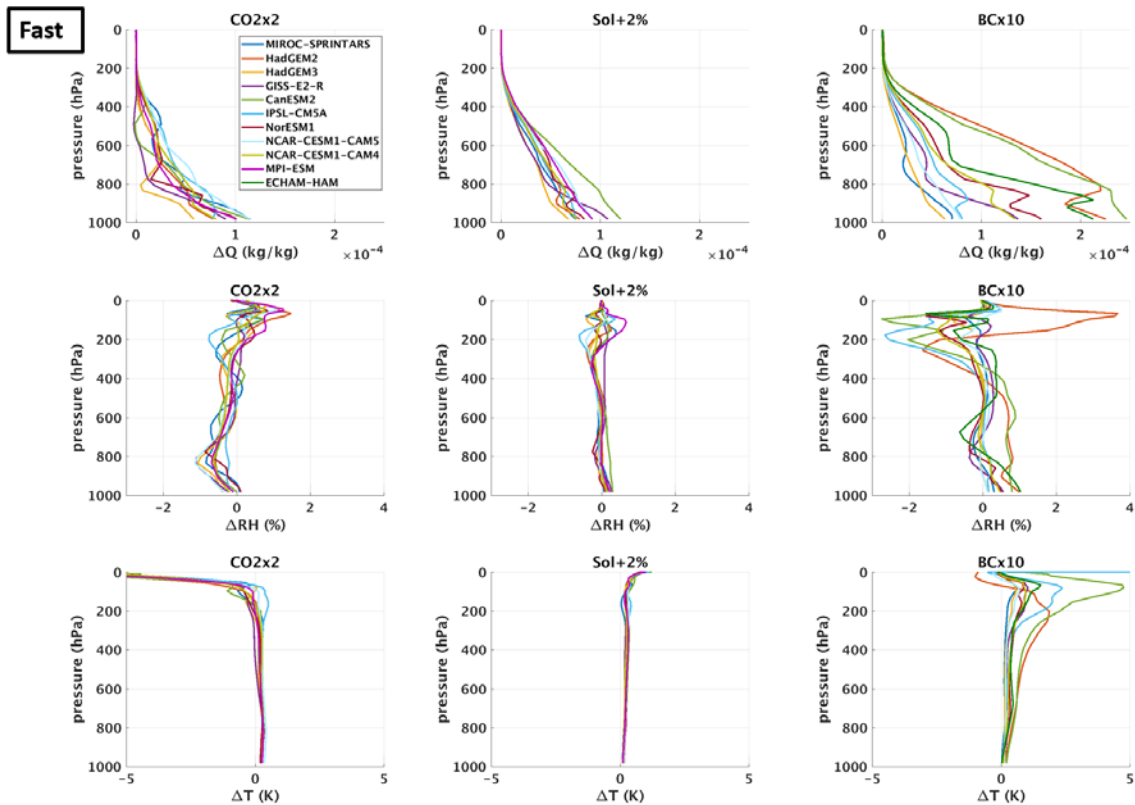 Fast
CO2x2
Sol+2%
BCx10
pressure (hPa)
0
200
400
600
800
1000
MIROC-SPRINTARS
HadGEM2
HadGEM3
GISS-E2-R
CanESM2
IPSL-CM5A
NorESM1
NCAR-CESM1-CAM5
NCAR-CESM1-CAM4
MPI-ESM
ECHAM-HAM
0 1 2
ΔQ (kg/kg) ×10⁻⁴
pressure (hPa)
0
200
400
600
800
1000
0 1 2
ΔQ (kg/kg) ×10⁻⁴
pressure (hPa)
0
200
400
600
800
1000
0 1 2
ΔQ (kg/kg) ×10⁻⁴
CO2x2
Sol+2%
BCx10
pressure (hPa)
0
200
400
600
800
1000
-2 0 2 4
ΔRH (%)
pressure (hPa)
0
200
400
600
800
1000
-2 0 2 4
ΔRH (%)
pressure (hPa)
0
200
400
600
800
1000
-2 0 2 4
ΔRH (%)
CO2x2
Sol+2%
BCx10
pressure (hPa)
0
200
400
600
800
1000
-5 0 5
ΔT (K)
pressure (hPa)
0
200
400
600
800
1000
-5 0 5
ΔT (K)
pressure (hPa)
0
200
400
600
800
1000
-5 0 5
ΔT (K)